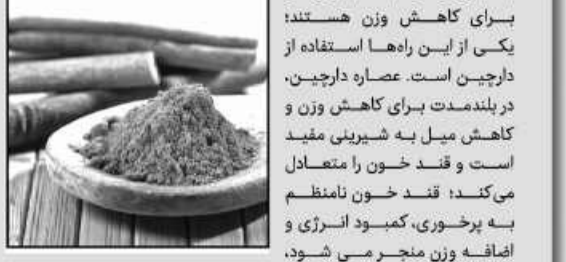 برای کاهش وزن هستند؛
یکی از این راه‌ها استفاده از
دارچین است. عصاره دارچین،
در بلندمدت برای کاهش وزن و
کاهش میل به شیرینی مفید
است و قند خون را متعادل
می‌کند؛ قند خون نامنظم
به پرخوری، کمبود انرژی و
اضافه وزن منجر می شود،